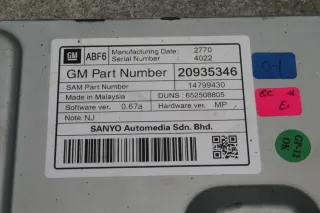 GM
ABF6
Manufacturing Date: 2770
Serial Number 4022
GM Part Number 20935346
SAM Part Number 14799430
Made in Malaysia DUNS 652508805
Software ver. 0.67a Hardware ver. MP
Note: NJ
SANYO Automedia Sdn. Bhd.
OK